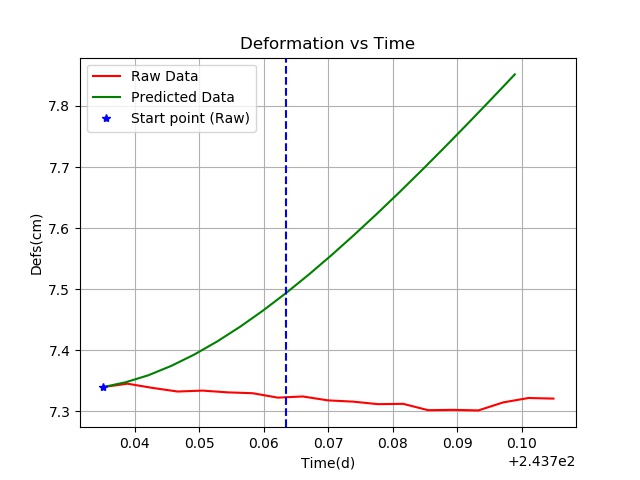 Deformation vs Time
Raw Data
Predicted Data
Start point (Raw)
Defs(cm)
7.8
7.7
7.6
7.5
7.4
7.3
0.04 0.05 0.06 0.07 0.08 0.09 0.10
Time(d)
+2.437e2